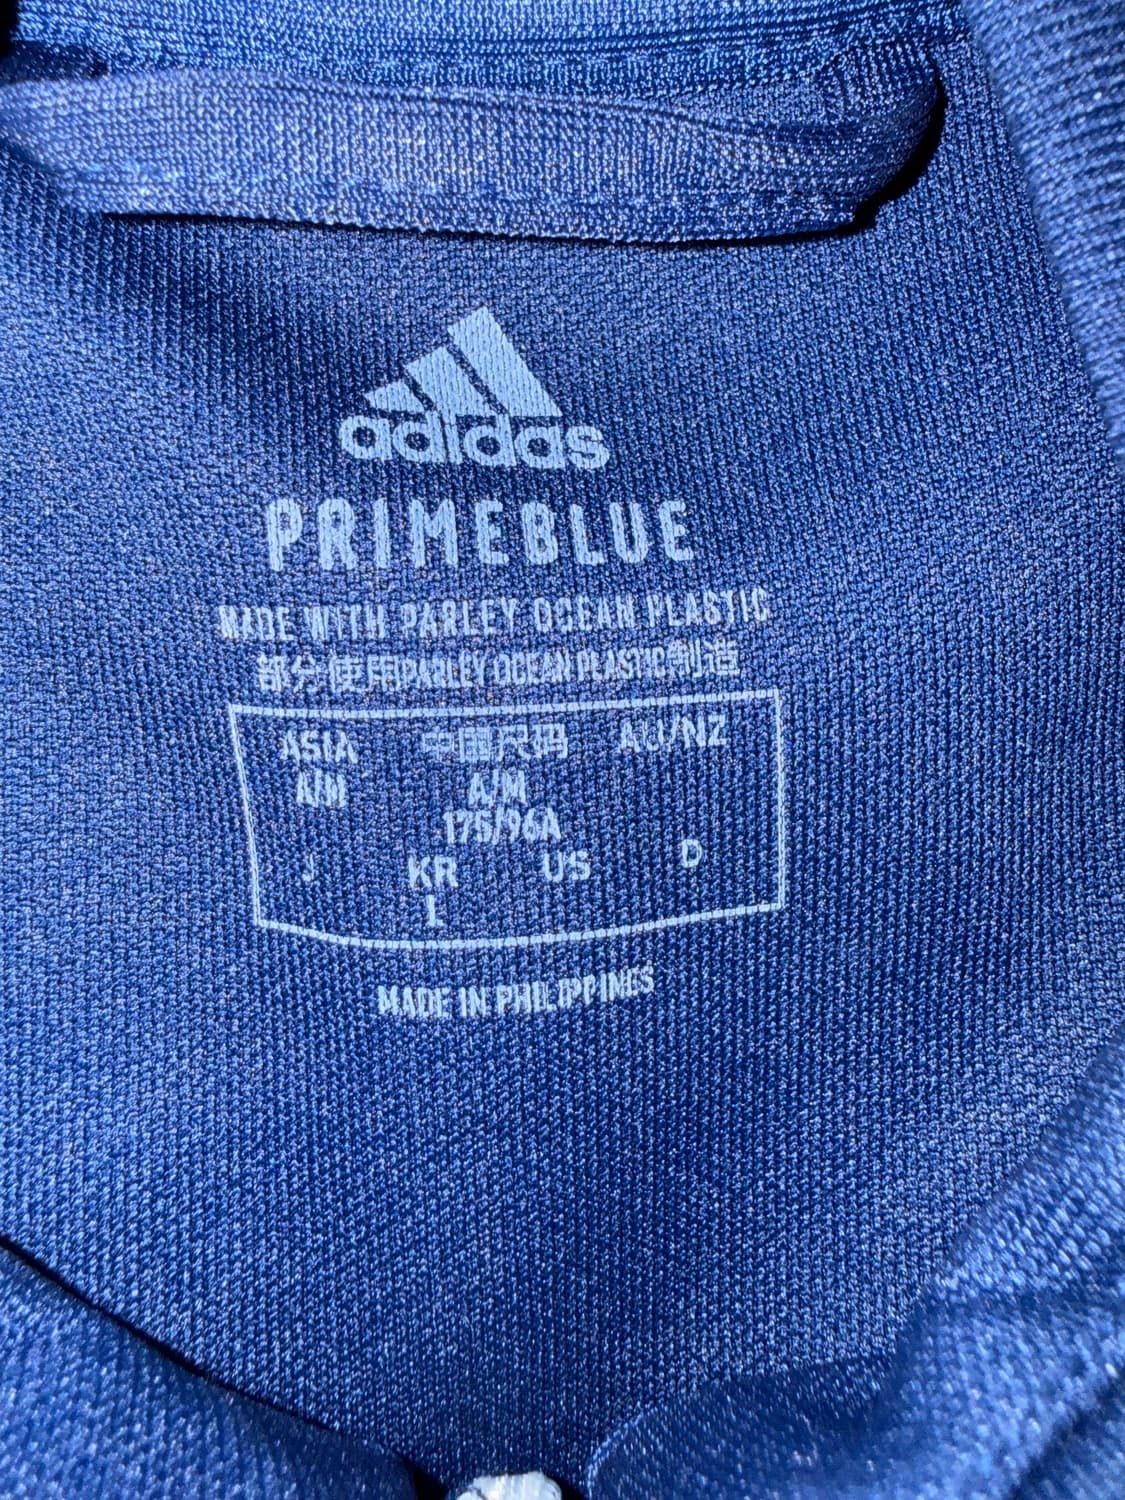 adidas
PRIMEBLUE
MADE WITH PARLEY OCEAN PLASTIC
部分使用PARLEY OCEAN PLASTIC制造
ASIA 中国尺码 AU/NZ
A/M A/M
175/96A
J KR US D
L
MADE IN PHILIPPINES